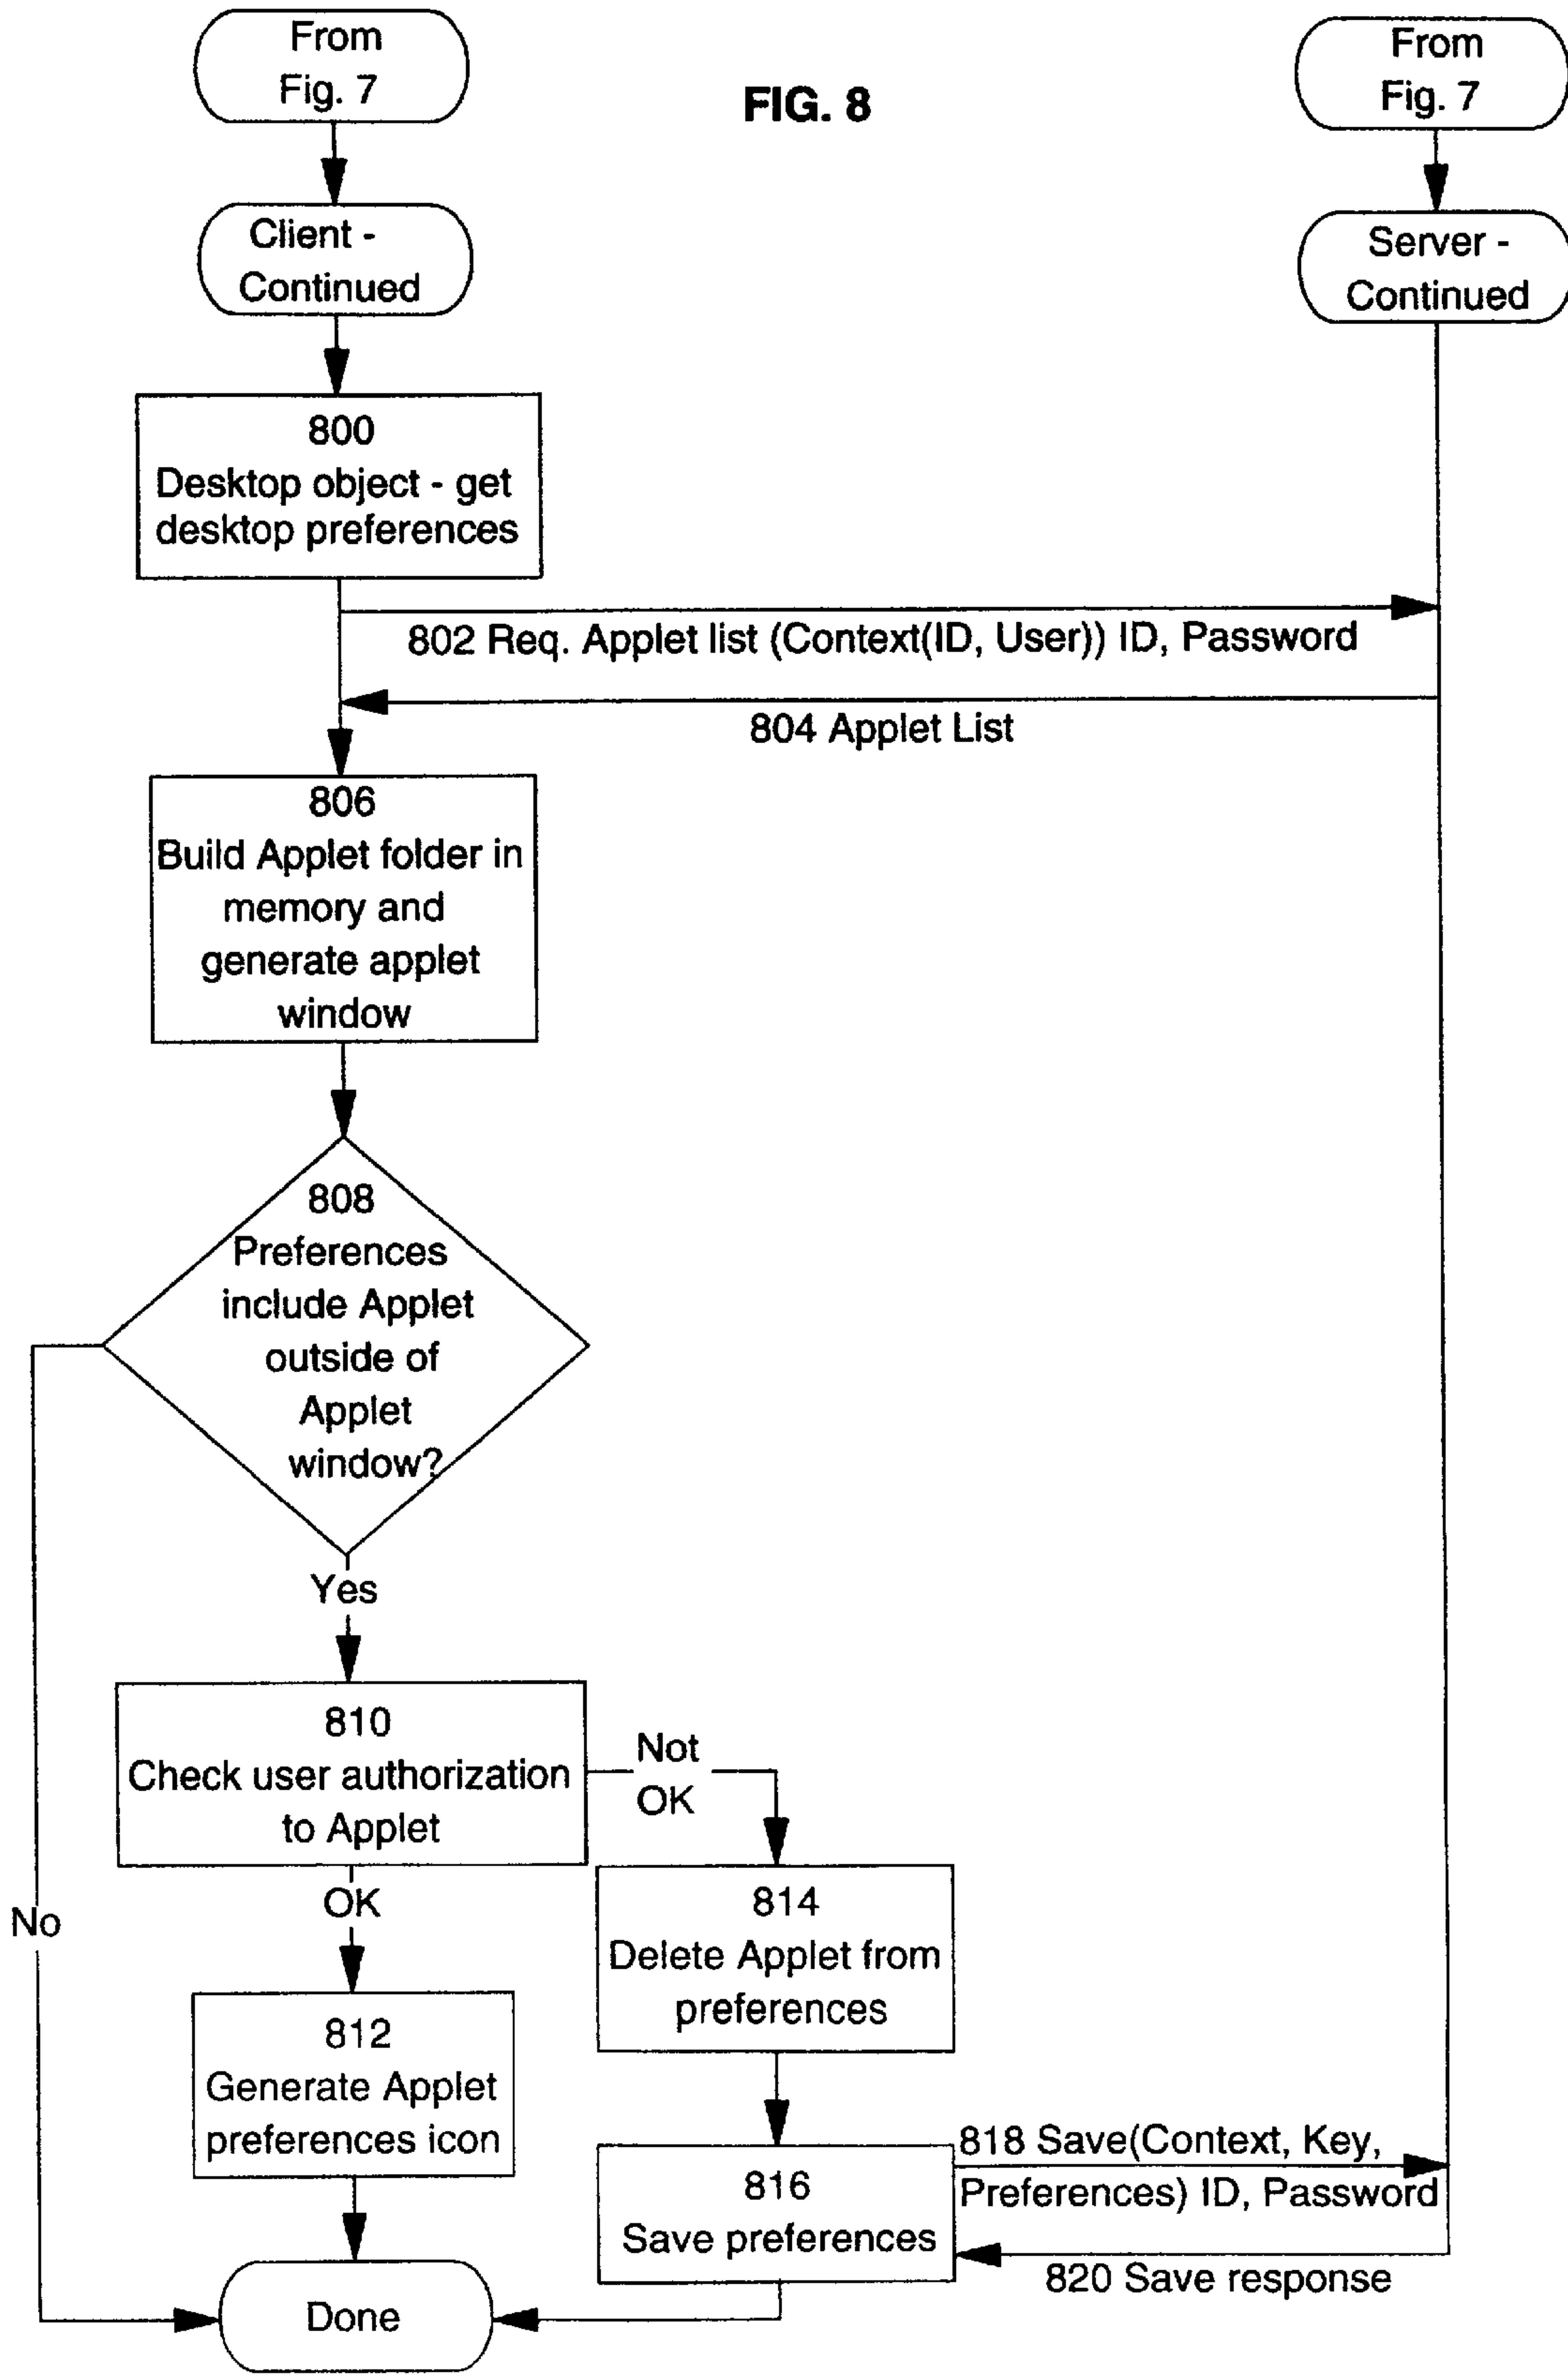 From
Fig. 7
FIG. 8
From
Fig. 7
Client -
Continued
Server -
Continued
800
Desktop object - get
desktop preferences
802 Req. Applet list (Context(ID, User)) ID, Password
804 Applet List
806
Build Applet folder in
memory and
generate applet
window
808
Preferences
include Applet
outside of
Applet
window?
Yes
810
Check user authorization
to Applet
Not
OK
OK
No
814
Delete Applet from
preferences
812
Generate Applet
preferences icon
818 Save(Context, Key,
Preferences) ID, Password
816
Save preferences
820 Save response
Done